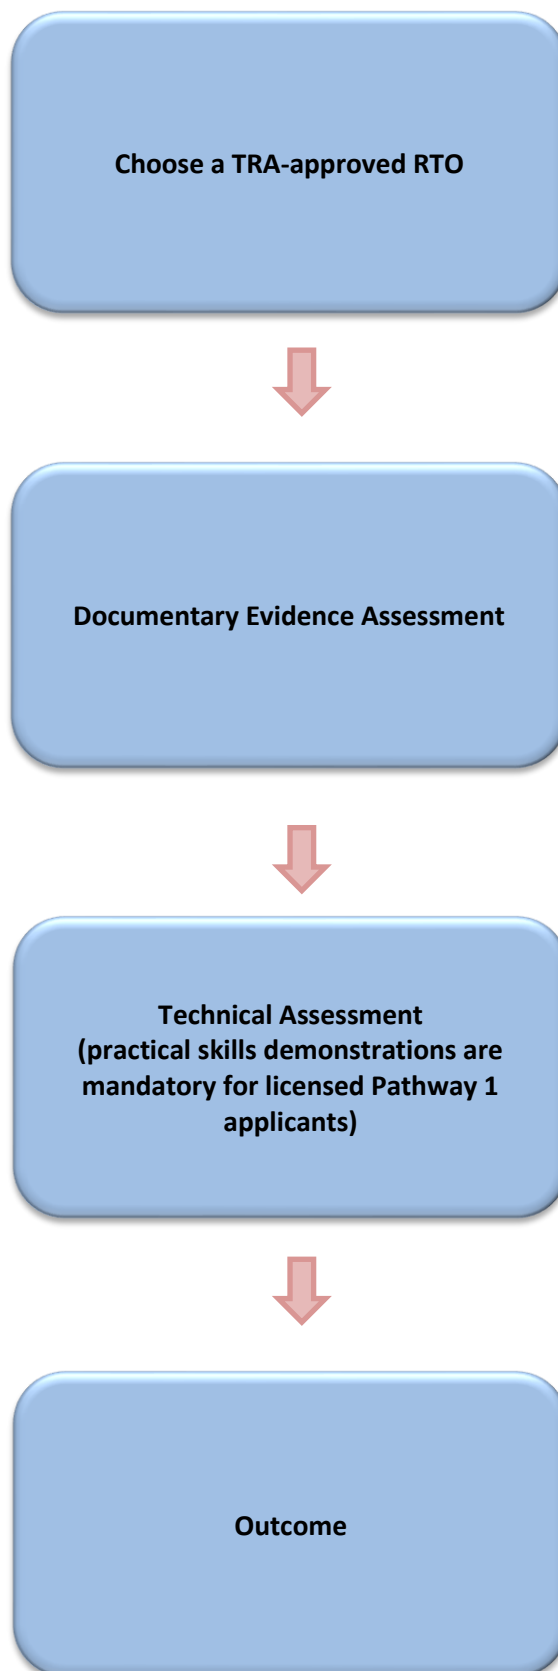 Choose a TRA-approved RTO
Documentary Evidence Assessment
Technical Assessment
(practical skills demonstrations are
mandatory for licensed Pathway 1
applicants)
Outcome